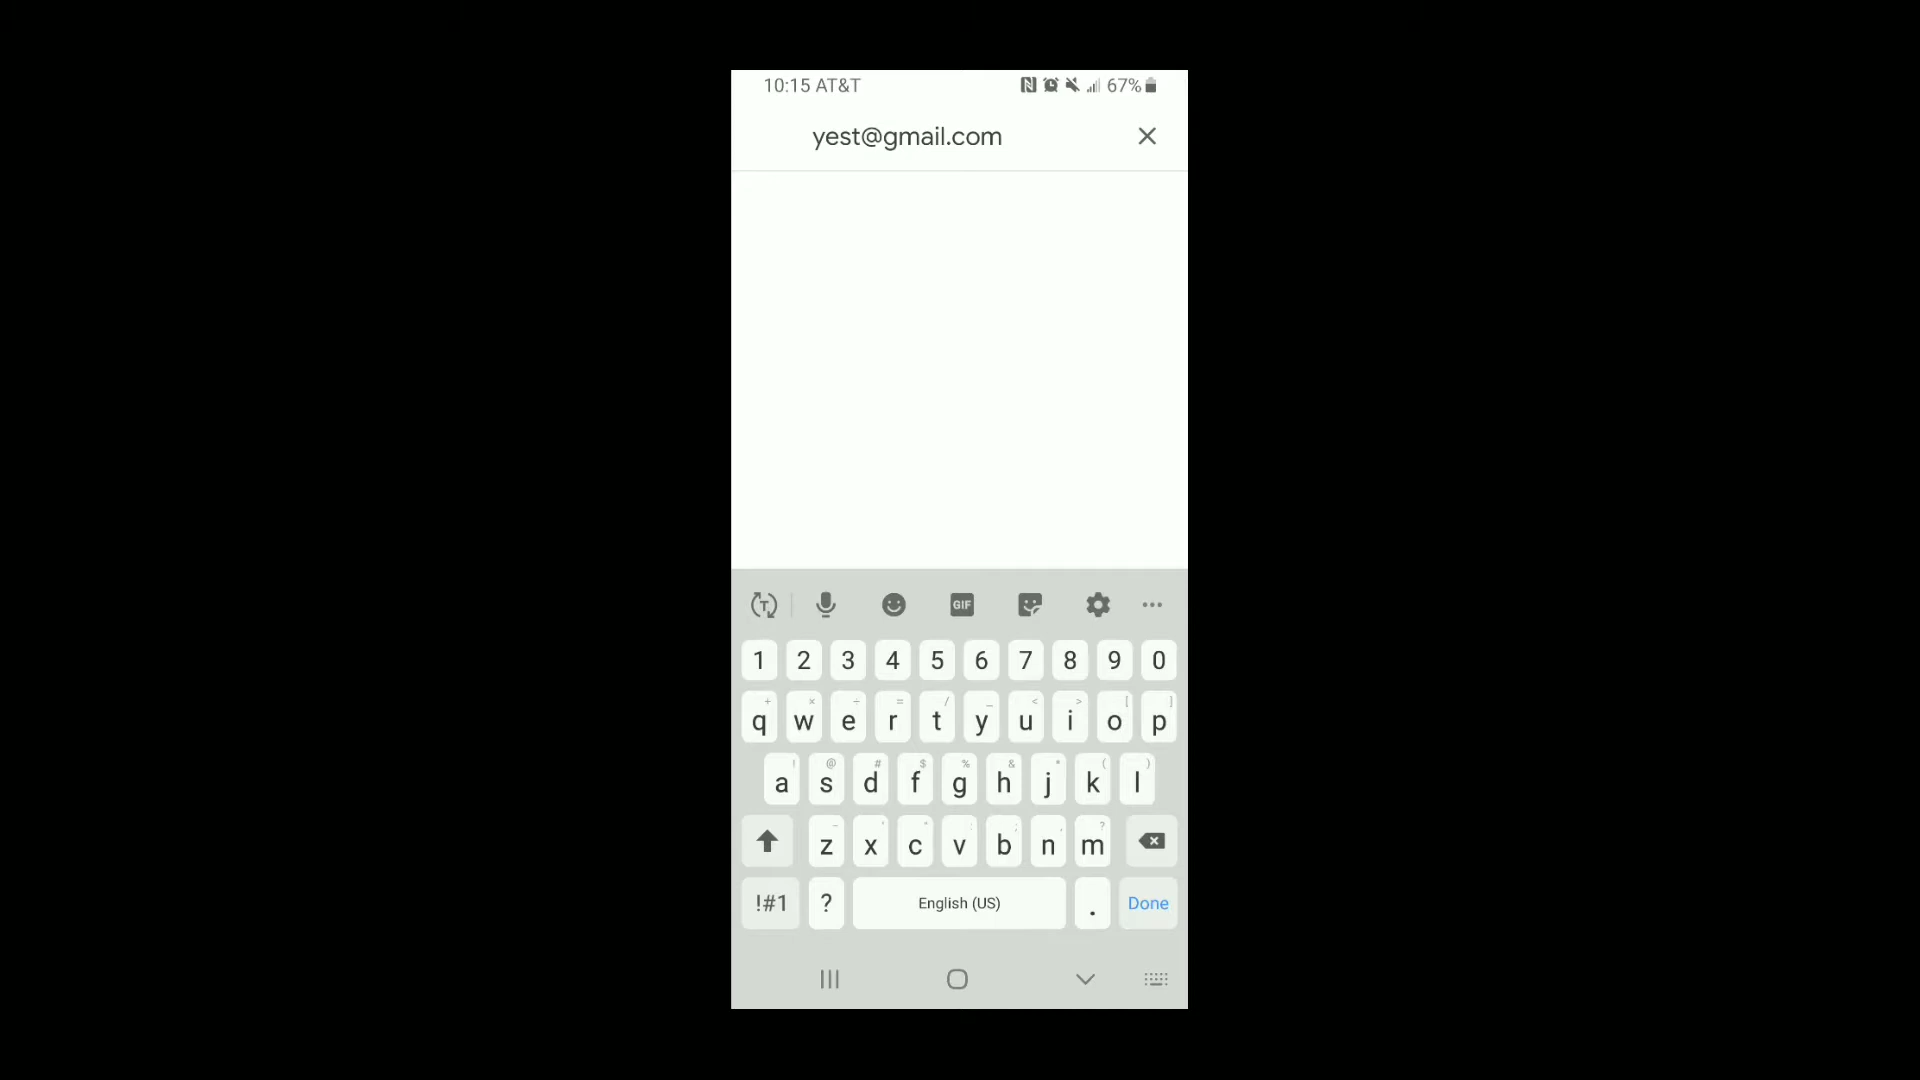 10:15 AT&T 67%
yest@gmail.com
GIF
1 2 3 4 5 6 7 8 9 0
q w e r t y u i o p
a s d f g h j k l
z x c v b n m
!#1 ? English (US) . Done